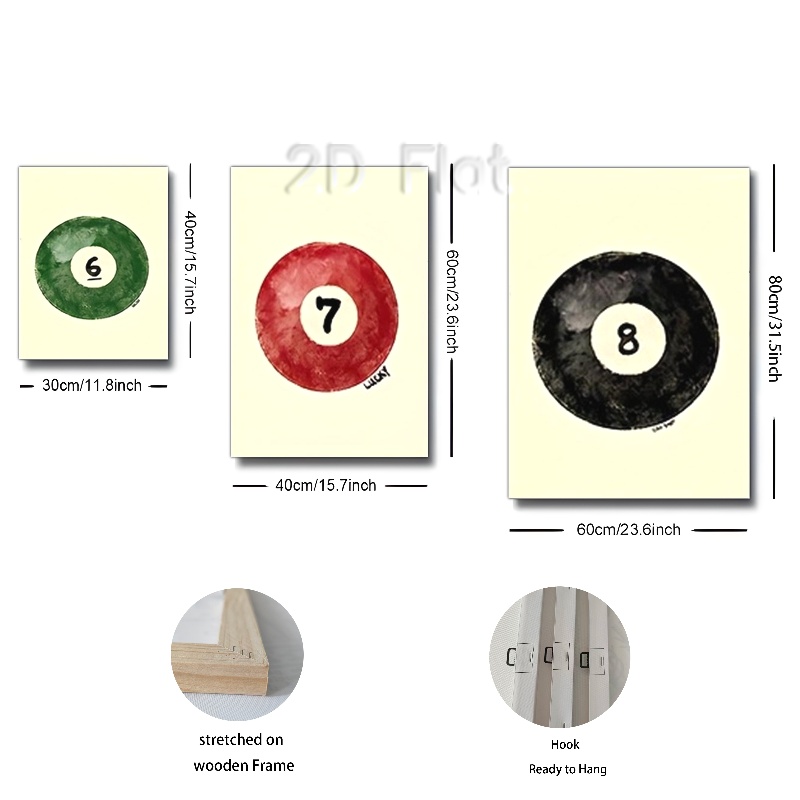 2D Flat
6
40cm/15.7inch
30cm/11.8inch
7
LUCKY
60cm/23.6inch
40cm/15.7inch
8
80cm/31.5inch
60cm/23.6inch
stretched on
wooden Frame
Hook
Ready to Hang